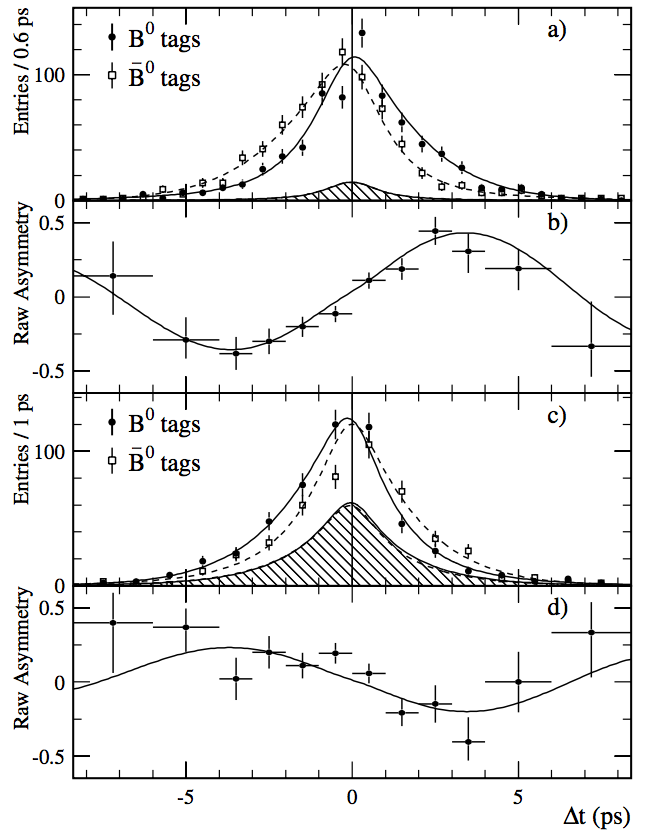 Entries / 0.6 ps
a)
B⁰ tags
B̄⁰ tags
100
0
Raw Asymmetry
b)
0.5
0
-0.5
Entries / 1 ps
c)
B⁰ tags
B̄⁰ tags
100
0
Raw Asymmetry
d)
0.5
0
-0.5
-5 0 5
Δt (ps)